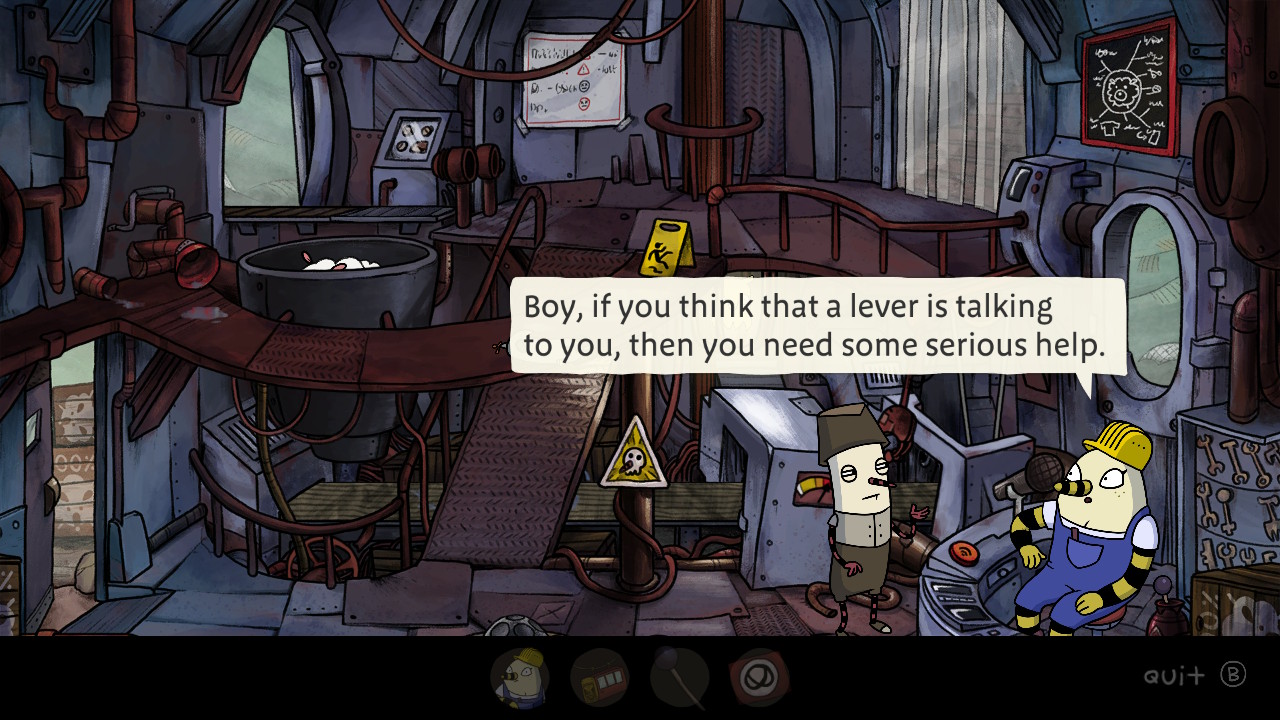 Boy, if you think that a lever is talking
to you, then you need some serious help.
quit B